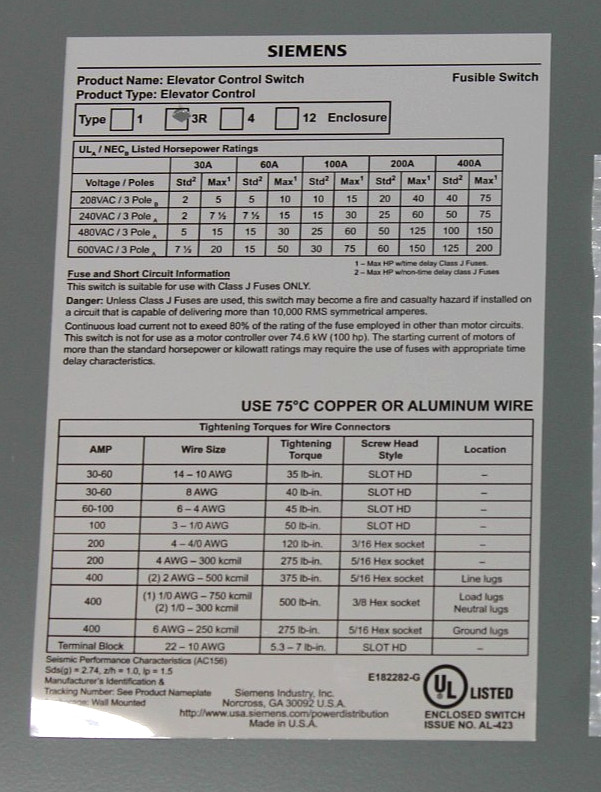 SIEMENS
Product Name: Elevator Control Switch Fusible Switch
Product Type: Elevator Control
Type 1 3R 4 12 Enclosure
ULA / NECB Listed Horsepower Ratings
30A 60A 100A 200A 400A
Voltage / Poles Std2 Max1 Std2 Max1 Std2 Max1 Std2 Max1 Std2 Max1
208VAC / 3 Pole B 2 5 5 10 10 15 20 40 40 75
240VAC / 3 Pole A 2 7 ½ 7 ½ 15 15 30 25 60 50 75
480VAC / 3 Pole A 5 15 15 30 25 60 50 125 100 150
600VAC / 3 Pole A 7 ½ 20 15 50 30 75 60 150 125 200
1 – Max HP w/time delay Class J Fuses.
2 – Max HP w/non-time delay class J Fuses
Fuse and Short Circuit Information
This switch is suitable for use with Class J Fuses ONLY.
Danger: Unless Class J Fuses are used, this switch may become a fire and casualty hazard if installed on
a circuit that is capable of delivering more than 10,000 RMS symmetrical amperes.
Continuous load current not to exceed 80% of the rating of the fuse employed in other than motor circuits.
This switch is not for use as a motor controller over 74.6 kW (100 hp). The starting current of motors of
more than the standard horsepower or kilowatt ratings may require the use of fuses with appropriate time
delay characteristics.
USE 75°C COPPER OR ALUMINUM WIRE
Tightening Torques for Wire Connectors
AMP Wire Size Tightening Torque Screw Head Style Location
30-60 14 – 10 AWG 35 lb-in. SLOT HD –
30-60 8 AWG 40 lb-in. SLOT HD –
60-100 6 – 4 AWG 45 lb-in. SLOT HD –
100 3 – 1/0 AWG 50 lb-in. SLOT HD –
200 4 – 4/0 AWG 120 lb-in. 3/16 Hex socket –
200 4 AWG – 300 kcmil 275 lb-in. 5/16 Hex socket –
400 (2) 2 AWG – 500 kcmil 375 lb-in. 5/16 Hex socket Line lugs
400 (1) 1/0 AWG – 750 kcmil (2) 1/0 – 300 kcmil 500 lb-in. 3/8 Hex socket Load lugs Neutral lugs
400 6 AWG – 250 kcmil 275 lb-in. 5/16 Hex socket Ground lugs
Terminal Block 22 – 10 AWG 5.3 – 7 lb-in. SLOT HD –
Seismic Performance Characteristics (AC156)
Sds(g) = 2.74, z/h = 1.0, Ip = 1.5
Manufacturer's Identification &
Tracking Number: See Product Nameplate
Wall Mounted
Siemens Industry, Inc.
Norcross, GA 30092 U.S.A.
http://www.usa.siemens.com/powerdistribution
Made in U.S.A.
E182282-G
UL LISTED
ENCLOSED SWITCH
ISSUE NO. AL-423